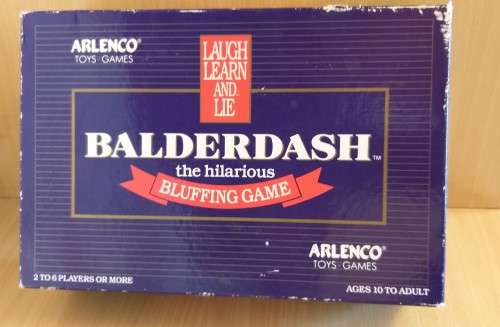 ARLENCO®
TOYS · GAMES
LAUGH
LEARN
AND
LIE
BALDERDASH™
the hilarious
BLUFFING GAME
ARLENCO®
TOYS · GAMES
2 TO 6 PLAYERS OR MORE
AGES 10 TO ADULT